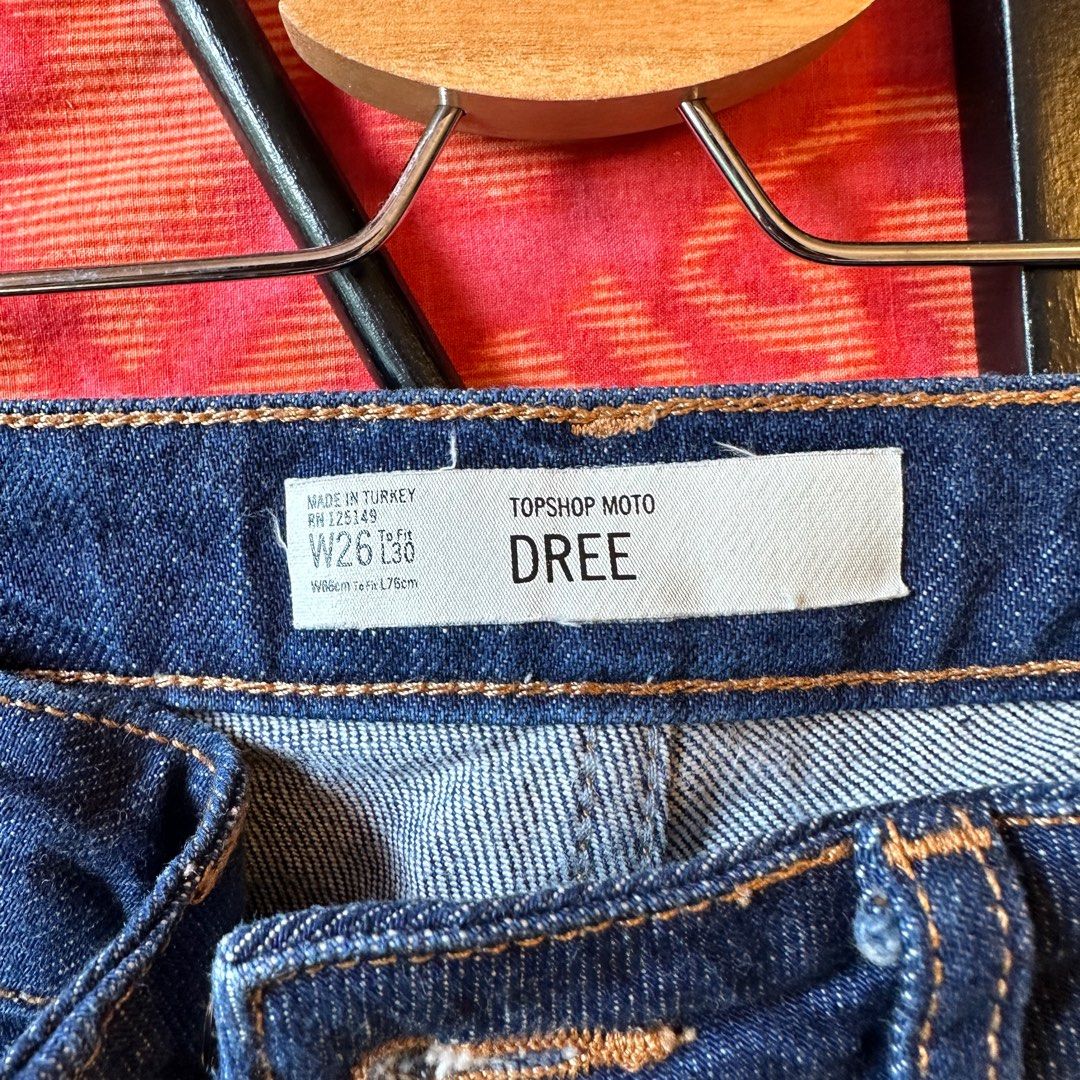 MADE IN TURKEY
RN 125149
W26 To Fit L30
W66cm To Fit L76cm
TOPSHOP MOTO
DREE